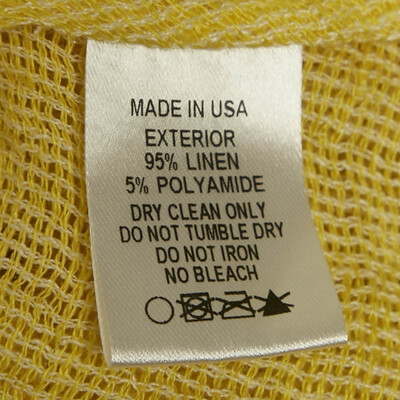 MADE IN USA
EXTERIOR
95% LINEN
5% POLYAMIDE
DRY CLEAN ONLY
DO NOT TUMBLE DRY
DO NOT IRON
NO BLEACH